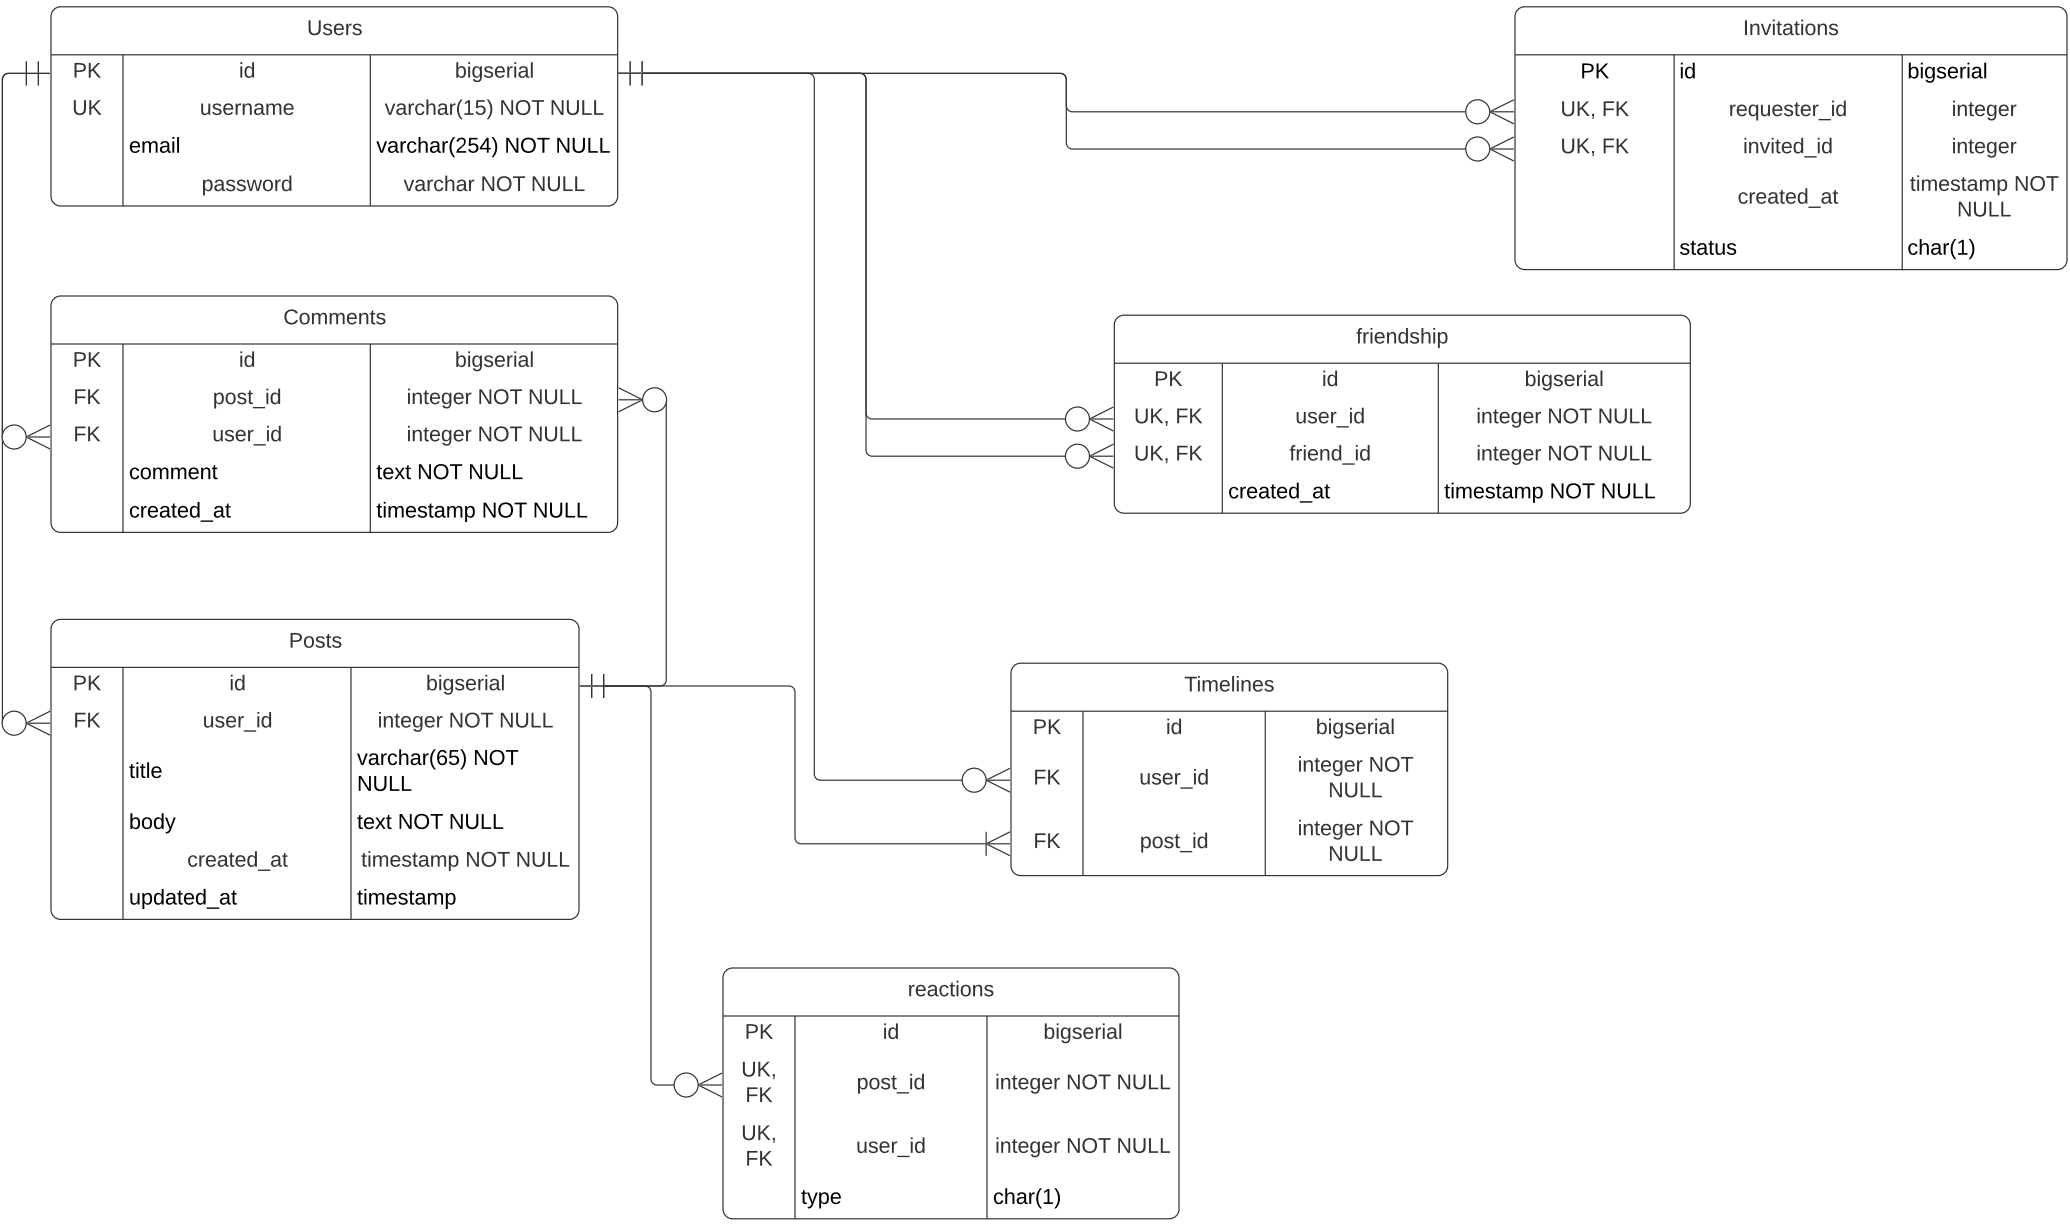 Users
PK id bigserial
UK username varchar(15) NOT NULL
email varchar(254) NOT NULL
password varchar NOT NULL
Invitations
PK id bigserial
UK, FK requester_id integer
UK, FK invited_id integer
created_at timestamp NOT
NULL
status char(1)
Comments
PK id bigserial
FK post_id integer NOT NULL
FK user_id integer NOT NULL
comment text NOT NULL
created_at timestamp NOT NULL
friendship
PK id bigserial
UK, FK user_id integer NOT NULL
UK, FK friend_id integer NOT NULL
created_at timestamp NOT NULL
Posts
PK id bigserial
FK user_id integer NOT NULL
title varchar(65) NOT
NULL
body text NOT NULL
created_at timestamp NOT NULL
updated_at timestamp
Timelines
PK id bigserial
FK user_id integer NOT
NULL
FK post_id integer NOT
NULL
reactions
PK id bigserial
UK,
FK post_id integer NOT NULL
UK,
FK user_id integer NOT NULL
type char(1)